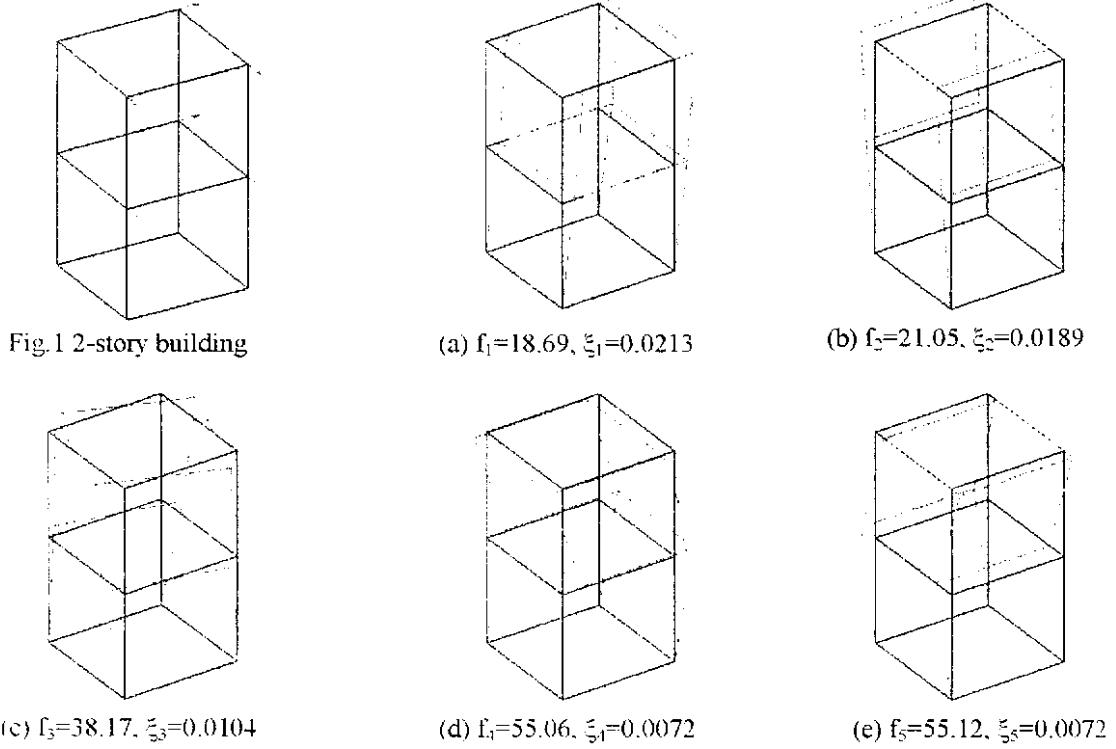 Fig.1 2-story building
(a) f₁=18.69, ξ₁=0.0213
(b) f₂=21.05, ξ₂=0.0189
(c) f₃=38.17, ξ₃=0.0104
(d) f₄=55.06, ξ₄=0.0072
(e) f₅=55.12, ξ₅=0.0072